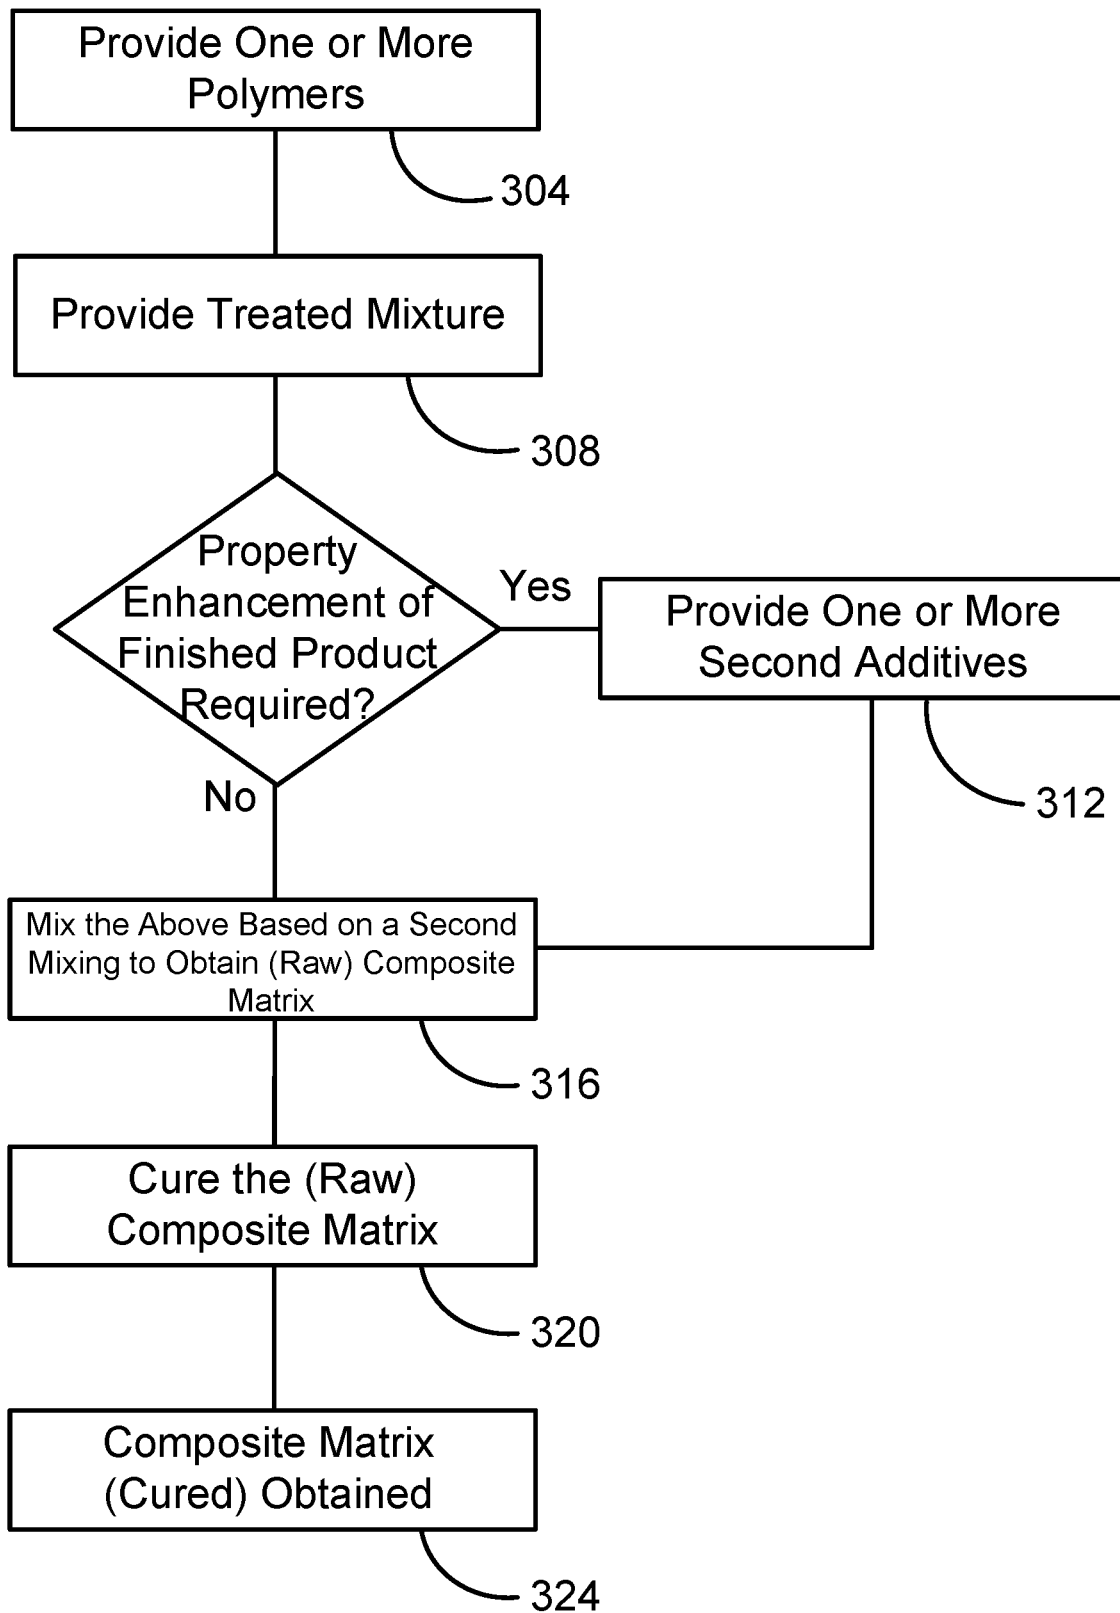 Provide One or More
Polymers
304
Provide Treated Mixture
308
Property
Enhancement of
Finished Product
Required?
Yes
Provide One or More
Second Additives
312
No
Mix the Above Based on a Second
Mixing to Obtain (Raw) Composite
Matrix
316
Cure the (Raw)
Composite Matrix
320
Composite Matrix
(Cured) Obtained
324